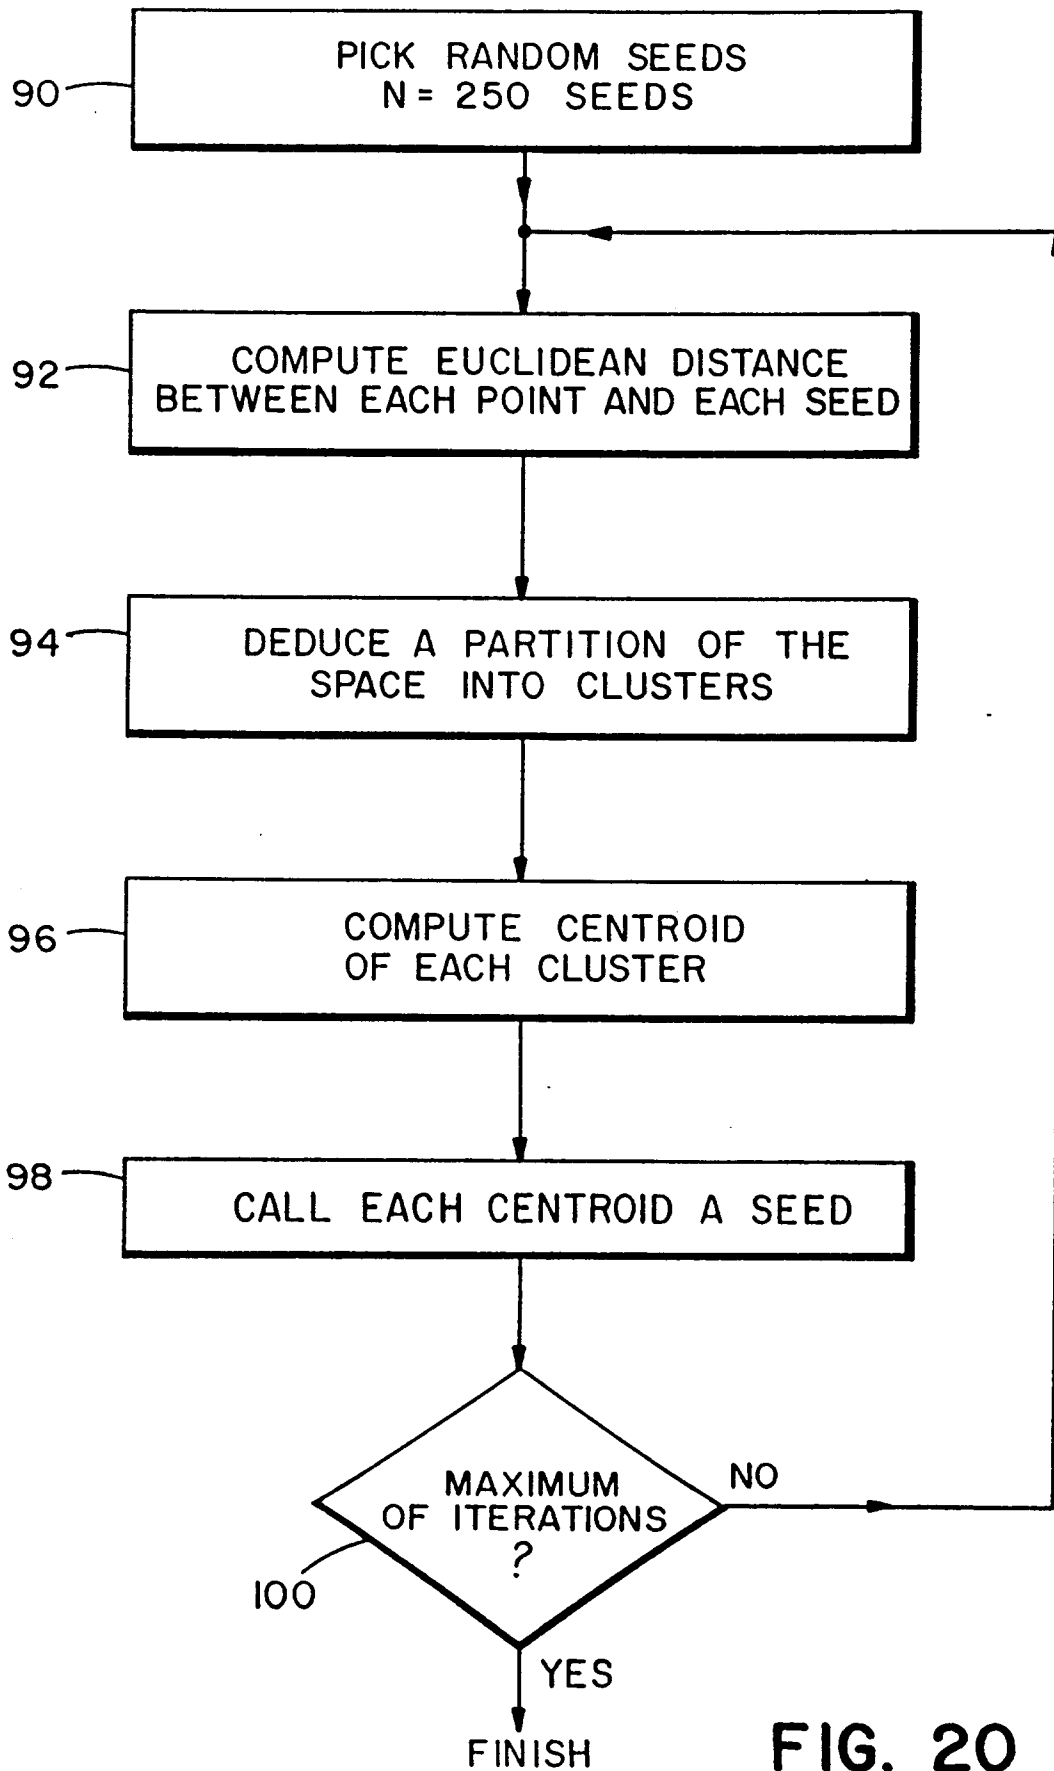 PICK RANDOM SEEDS
N = 250 SEEDS
90
COMPUTE EUCLIDEAN DISTANCE
BETWEEN EACH POINT AND EACH SEED
92
DEDUCE A PARTITION OF THE
SPACE INTO CLUSTERS
94
COMPUTE CENTROID
OF EACH CLUSTER
96
CALL EACH CENTROID A SEED
98
MAXIMUM
OF ITERATIONS
?
NO
100
YES
FINISH
FIG. 20